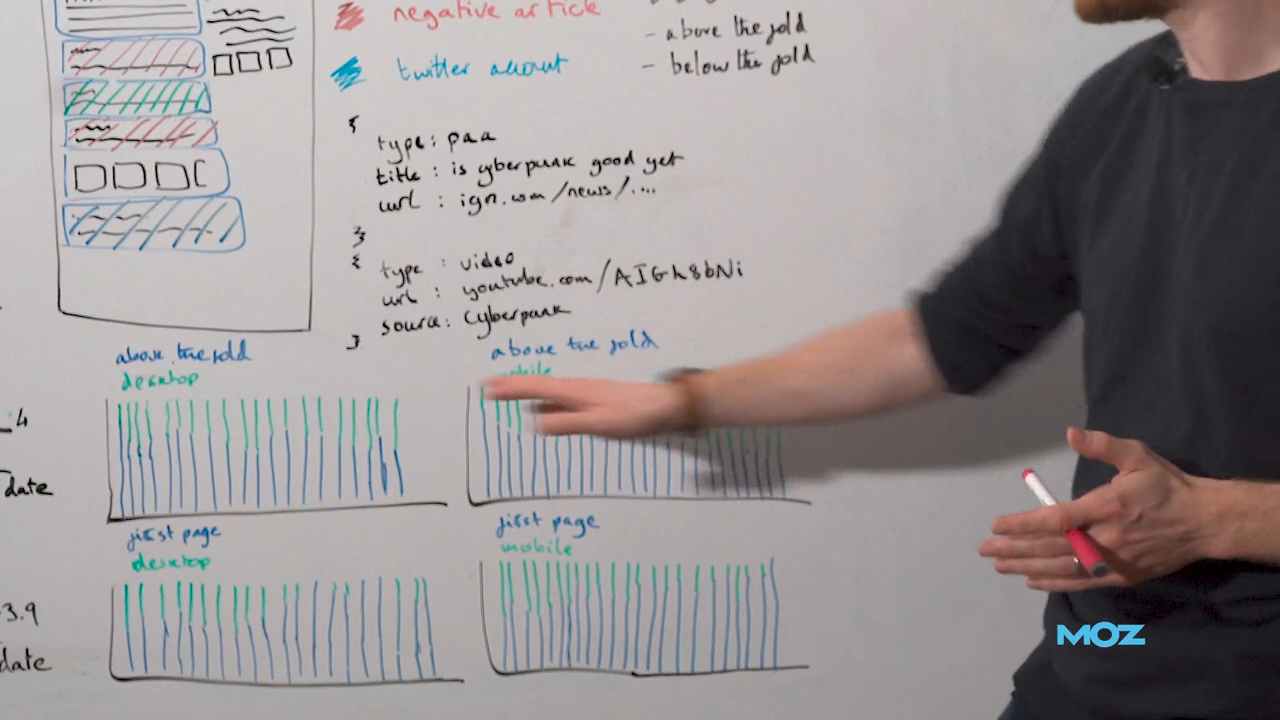 negative article
twitter account
- above the fold
- below the fold
{
type: paa
title : is cyberpunk good yet
url : ign.com/news/....
}
{
type : video
url : youtube.com/AIGh8bNi
source: Cyberpunk
}
above the fold
desktop
above the fold
mobile
4
date
first page
desktop
first page
mobile
3.9
date
MOZ